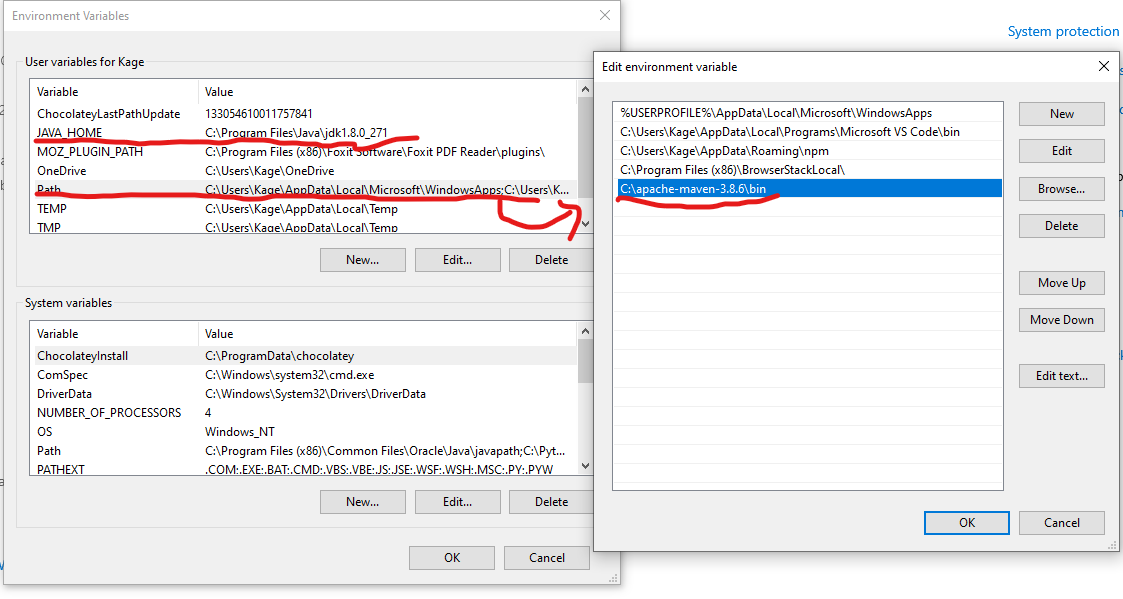 Environment Variables
User variables for Kage
Variable Value
ChocolateyLastPathUpdate 133054610011757841
JAVA_HOME C:\Program Files\Java\jdk1.8.0_271
MOZ_PLUGIN_PATH C:\Program Files (x86)\Foxit Software\Foxit PDF Reader\plugins\
OneDrive C:\Users\Kage\OneDrive
Path C:\Users\Kage\AppData\Local\Microsoft\WindowsApps;C:\Users\K...
TEMP C:\Users\Kage\AppData\Local\Temp
TMP C:\Users\Kage\AppData\Local\Temp
New... Edit... Delete
System variables
Variable Value
ChocolateyInstall C:\ProgramData\chocolatey
ComSpec C:\Windows\system32\cmd.exe
DriverData C:\Windows\System32\Drivers\DriverData
NUMBER_OF_PROCESSORS 4
OS Windows_NT
Path C:\Program Files (x86)\Common Files\Oracle\Java\javapath;C:\Pyt...
PATHEXT .COM;.EXE;.BAT;.CMD;.VBS;.VBE;.JS;.JSE;.WSF;.WSH;.MSC;.PY;.PYW
New... Edit... Delete
OK Cancel
System protection
Edit environment variable
%USERPROFILE%\AppData\Local\Microsoft\WindowsApps
C:\Users\Kage\AppData\Local\Programs\Microsoft VS Code\bin
C:\Users\Kage\AppData\Roaming\npm
C:\Program Files (x86)\BrowserStackLocal\
C:\apache-maven-3.8.6\bin
New
Edit
Browse...
Delete
Move Up
Move Down
Edit text...
OK Cancel